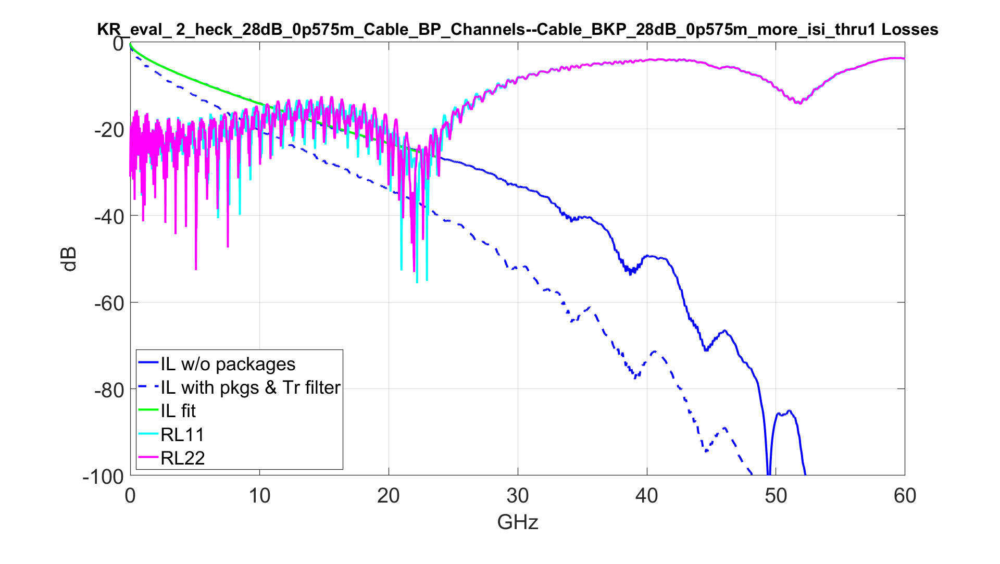 KR_eval_ 2_heck_28dB_0p575m_Cable_BP_Channels--Cable_BKP_28dB_0p575m_more_isi_thru1 Losses
0
-20
-40
-60
-80
-100
dB
IL w/o packages
IL with pkgs & Tr filter
IL fit
RL11
RL22
0 10 20 30 40 50 60
GHz